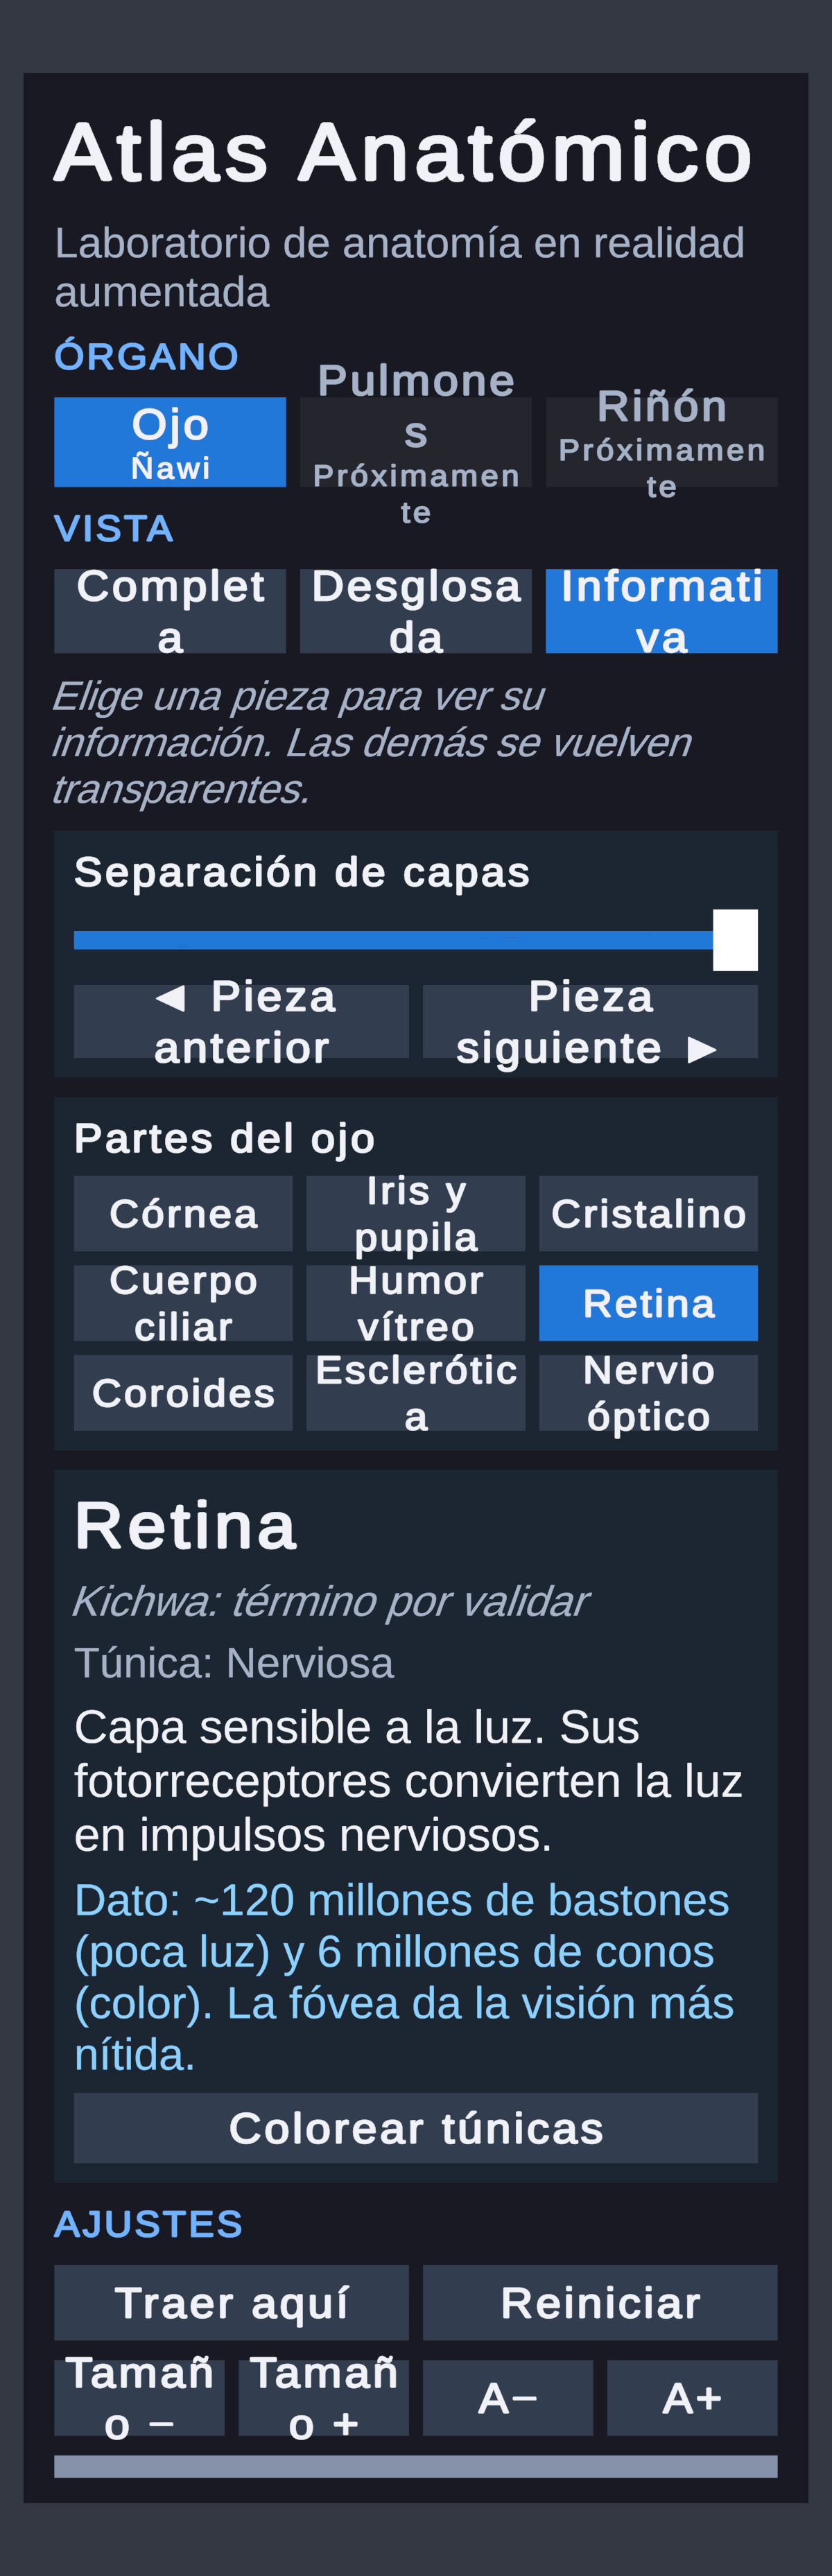 Atlas Anatómico
Laboratorio de anatomía en realidad
aumentada
ÓRGANO
Ojo
Ñawi
Pulmone
s
Próximamen
te
Riñón
Próximamen
te
VISTA
Complet
a
Desglosa
da
Informati
va
Elige una pieza para ver su
información. Las demás se vuelven
transparentes.
Separación de capas
◄ Pieza
anterior
Pieza
siguiente ►
Partes del ojo
Córnea
Iris y
pupila
Cristalino
Cuerpo
ciliar
Humor
vítreo
Retina
Coroides
Esclerótic
a
Nervio
óptico
Retina
Kichwa: término por validar
Túnica: Nerviosa
Capa sensible a la luz. Sus
fotorreceptores convierten la luz
en impulsos nerviosos.
Dato: ~120 millones de bastones
(poca luz) y 6 millones de conos
(color). La fóvea da la visión más
nítida.
Colorear túnicas
AJUSTES
Traer aquí
Reiniciar
Tamañ
o −
Tamañ
o +
A−
A+